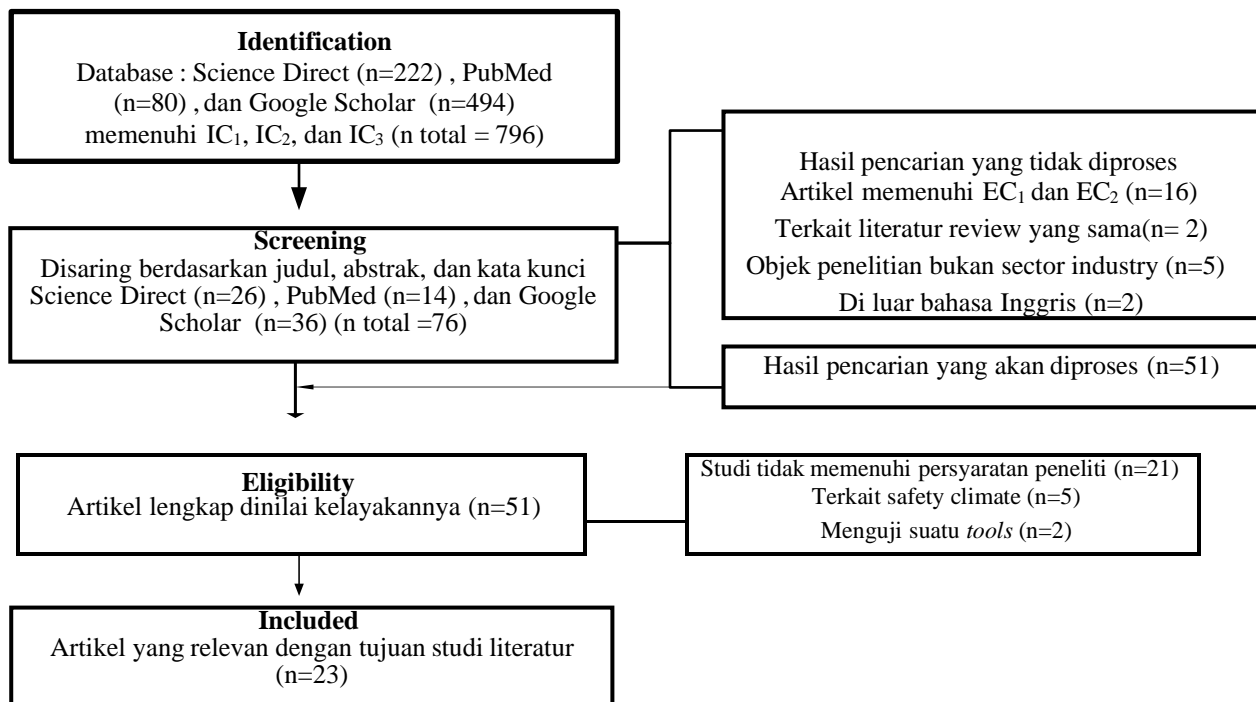 Identification
Database : Science Direct (n=222) , PubMed
(n=80) , dan Google Scholar (n=494)
memenuhi IC₁, IC₂, dan IC₃ (n total = 796)
Hasil pencarian yang tidak diproses
Artikel memenuhi EC₁ dan EC₂ (n=16)
Terkait literatur review yang sama(n= 2)
Objek penelitian bukan sector industry (n=5)
Di luar bahasa Inggris (n=2)
Screening
Disaring berdasarkan judul, abstrak, dan kata kunci
Science Direct (n=26) , PubMed (n=14) , dan Google
Scholar (n=36) (n total =76)
Hasil pencarian yang akan diproses (n=51)
Eligibility
Artikel lengkap dinilai kelayakannya (n=51)
Studi tidak memenuhi persyaratan peneliti (n=21)
Terkait safety climate (n=5)
Menguji suatu tools (n=2)
Included
Artikel yang relevan dengan tujuan studi literatur
(n=23)